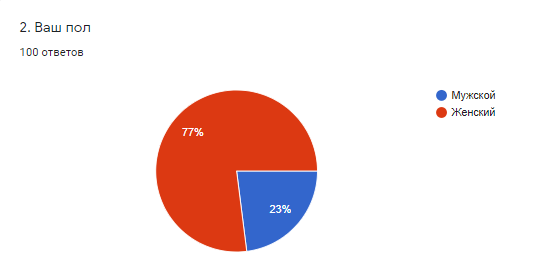 2. Ваш пол
100 ответов
Мужской
Женский
77%
23%